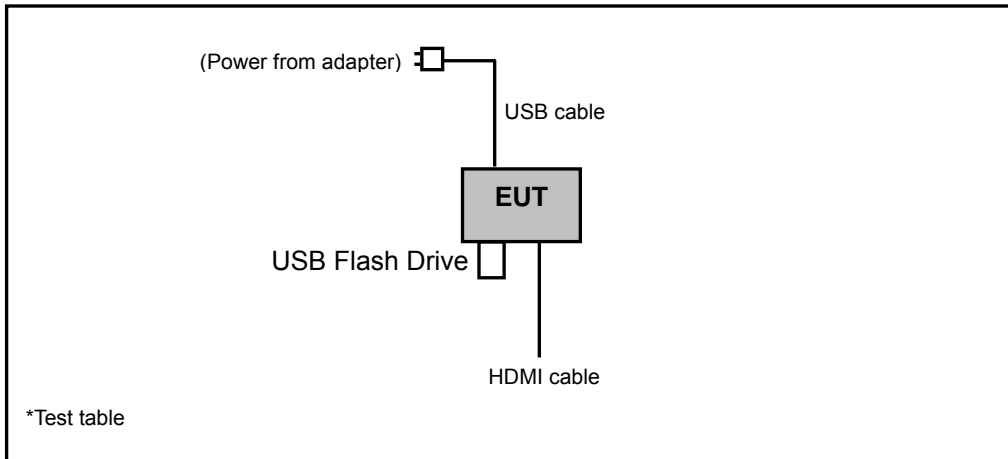 (Power from adapter)
USB cable
EUT
USB Flash Drive
HDMI cable
*Test table